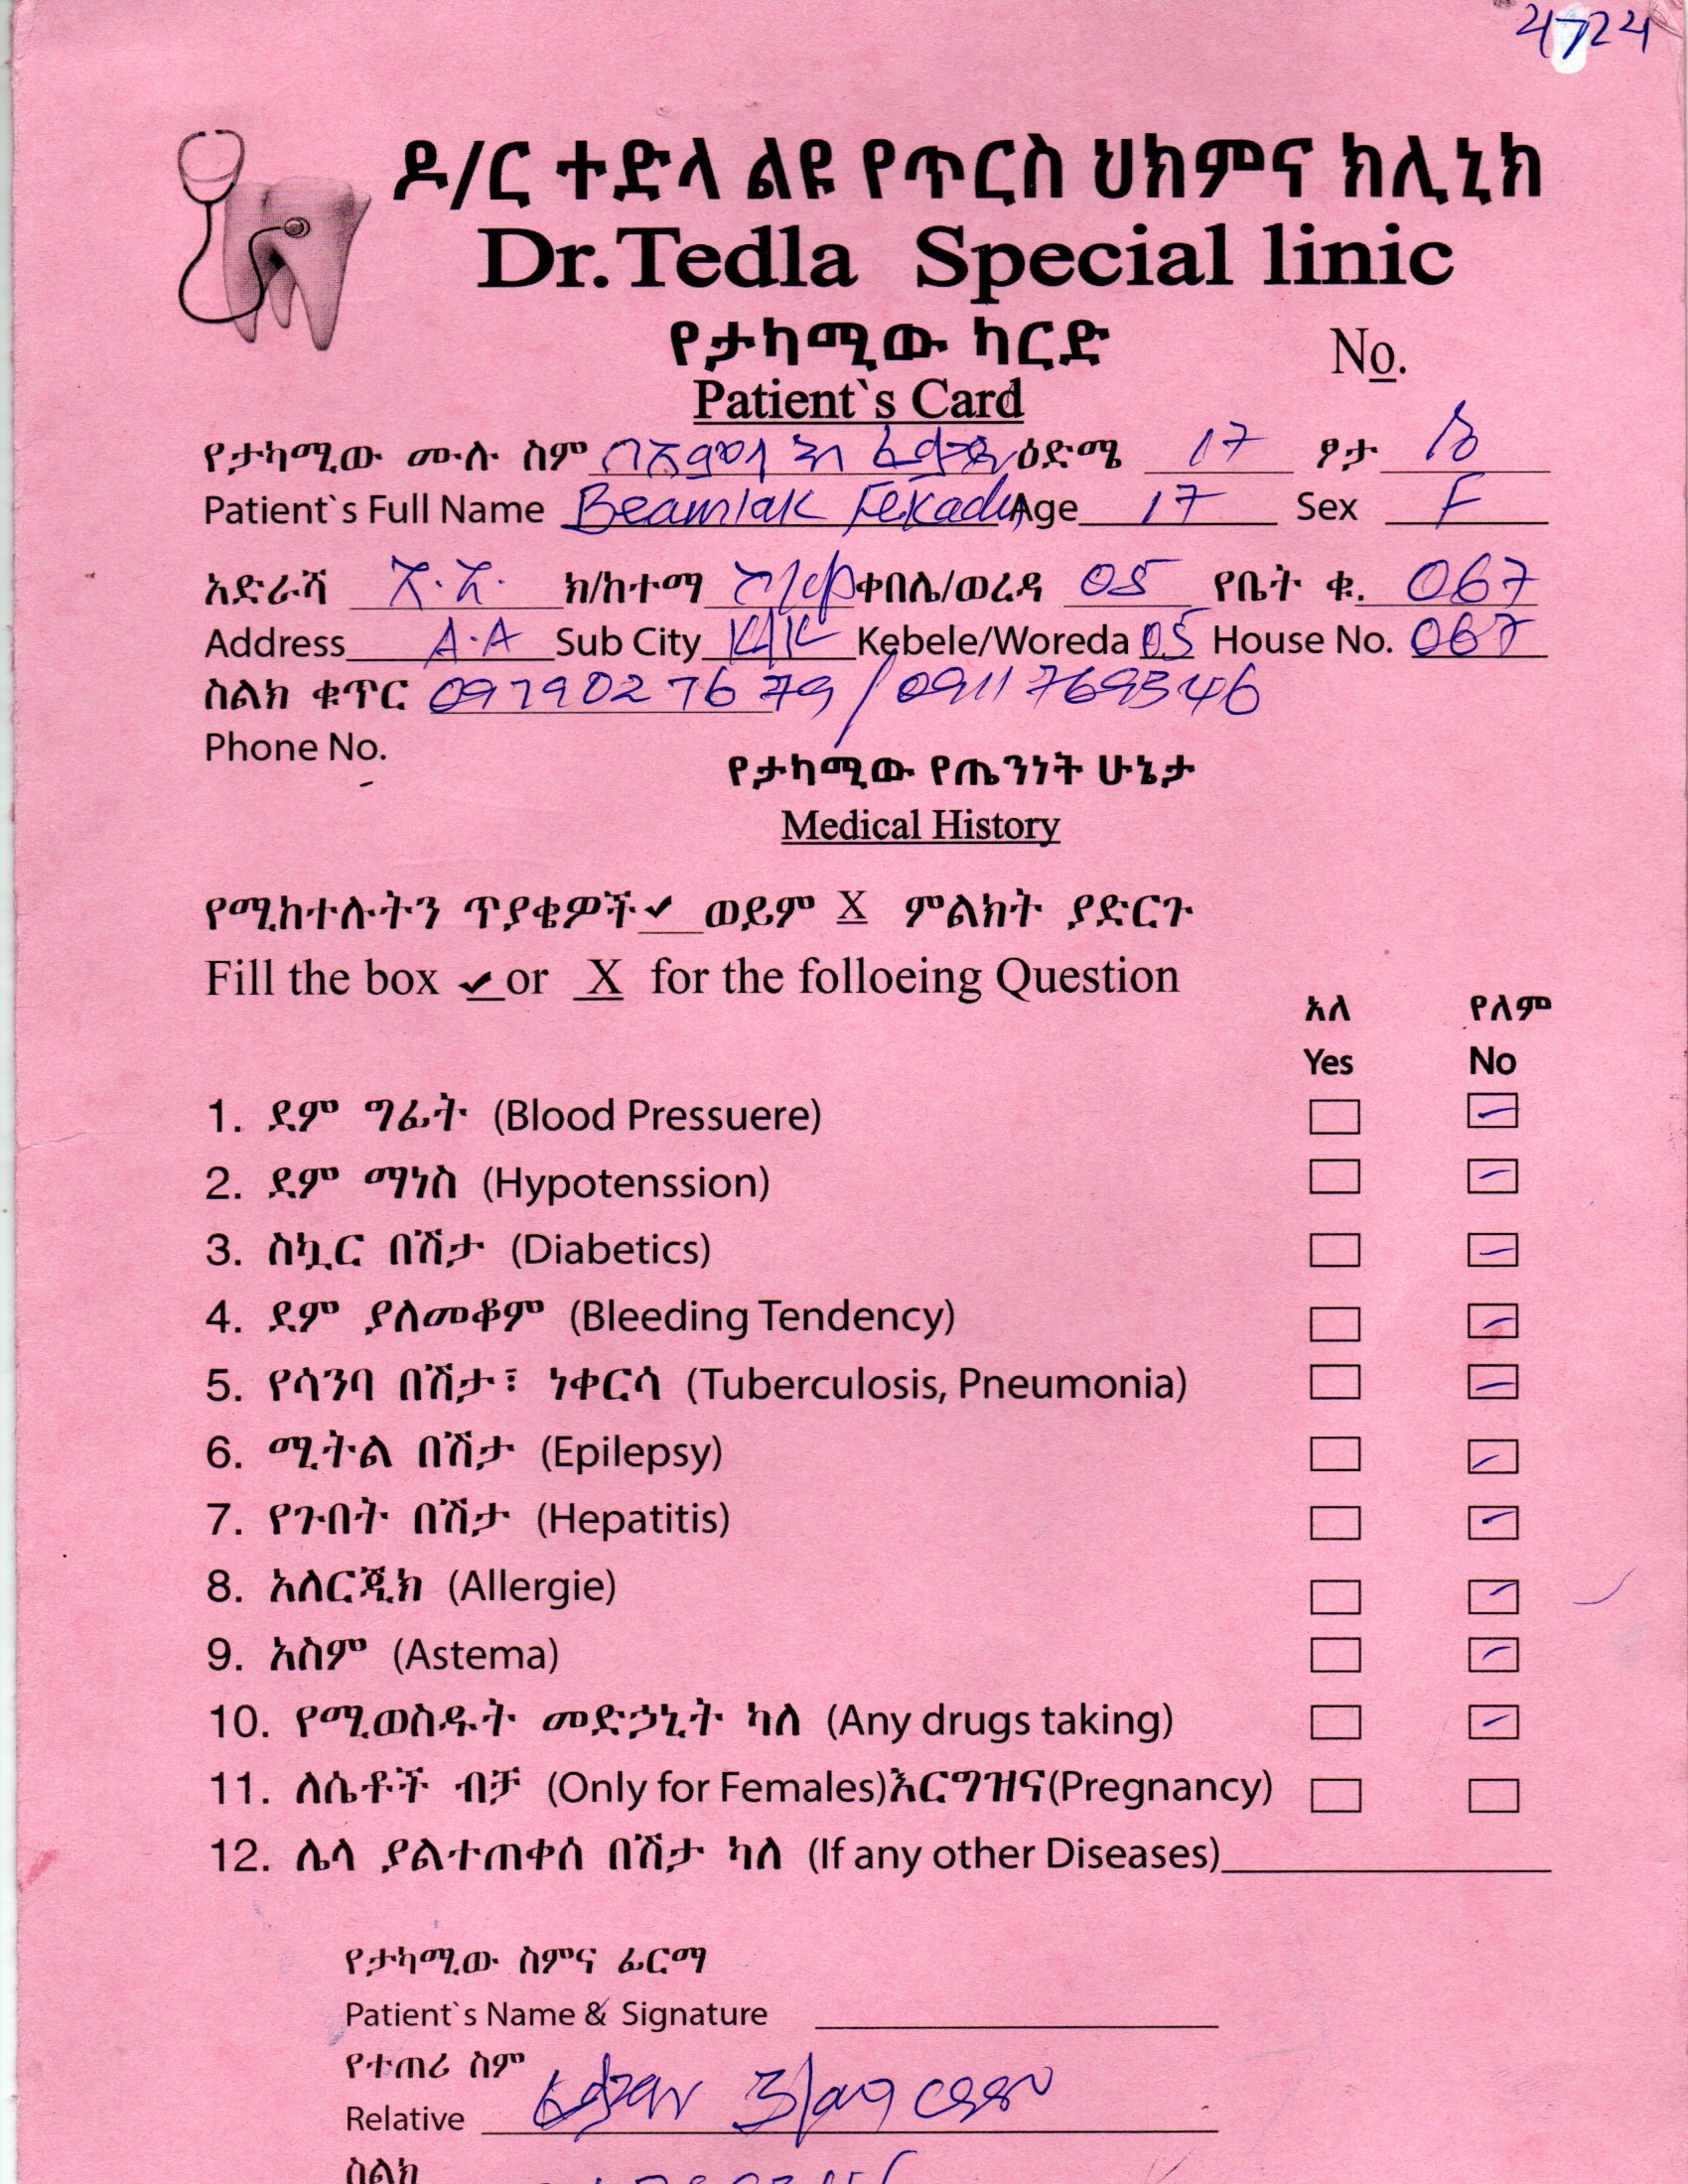 4724
ዶ/ር ተድላ ልዩ የጥርስ ህክምና ክሊኒክ
Dr.Tedla Special linic
የታካሚው ካርድ
No.
Patient`s Card
የታካሚው ሙሉ ስም ዕድሜ 17 ፆታ
Patient`s Full Name Beamlak Fekadu Age 17 Sex F
አድራሻ አ.አ. ክ/ከተማ ቀበሌ/ወረዳ 05 የቤት ቁ. 067
Address A.A Sub City K/K Kebele/Woreda 05 House No. 067
ስልክ ቁጥር 0979027679 / 0911769346
Phone No.
የታካሚው የጤንነት ሁኔታ
Medical History
የሚከተሉትን ጥያቄዎች ✓ ወይም X ምልክት ያድርጉ
Fill the box ✓ or X for the folloeing Question
አለ የለም
Yes No
1. ደም ግፊት (Blood Pressuere)
2. ደም ማነስ (Hypotenssion)
3. ስኳር በሽታ (Diabetics)
4. ደም ያለመቆም (Bleeding Tendency)
5. የሳንባ በሽታ፣ ነቀርሳ (Tuberculosis, Pneumonia)
6. ሚትል በሽታ (Epilepsy)
7. የጉበት በሽታ (Hepatitis)
8. አለርጂክ (Allergie)
9. አስም (Astema)
10. የሚወስዱት መድኃኒት ካለ (Any drugs taking)
11. ለሴቶች ብቻ (Only for Females)እርግዝና(Pregnancy)
12. ሌላ ያልተጠቀሰ በሽታ ካለ (If any other Diseases)
የታካሚው ስምና ፊርማ
Patient`s Name & Signature
የተጠሪ ስም
Relative
ስልክ